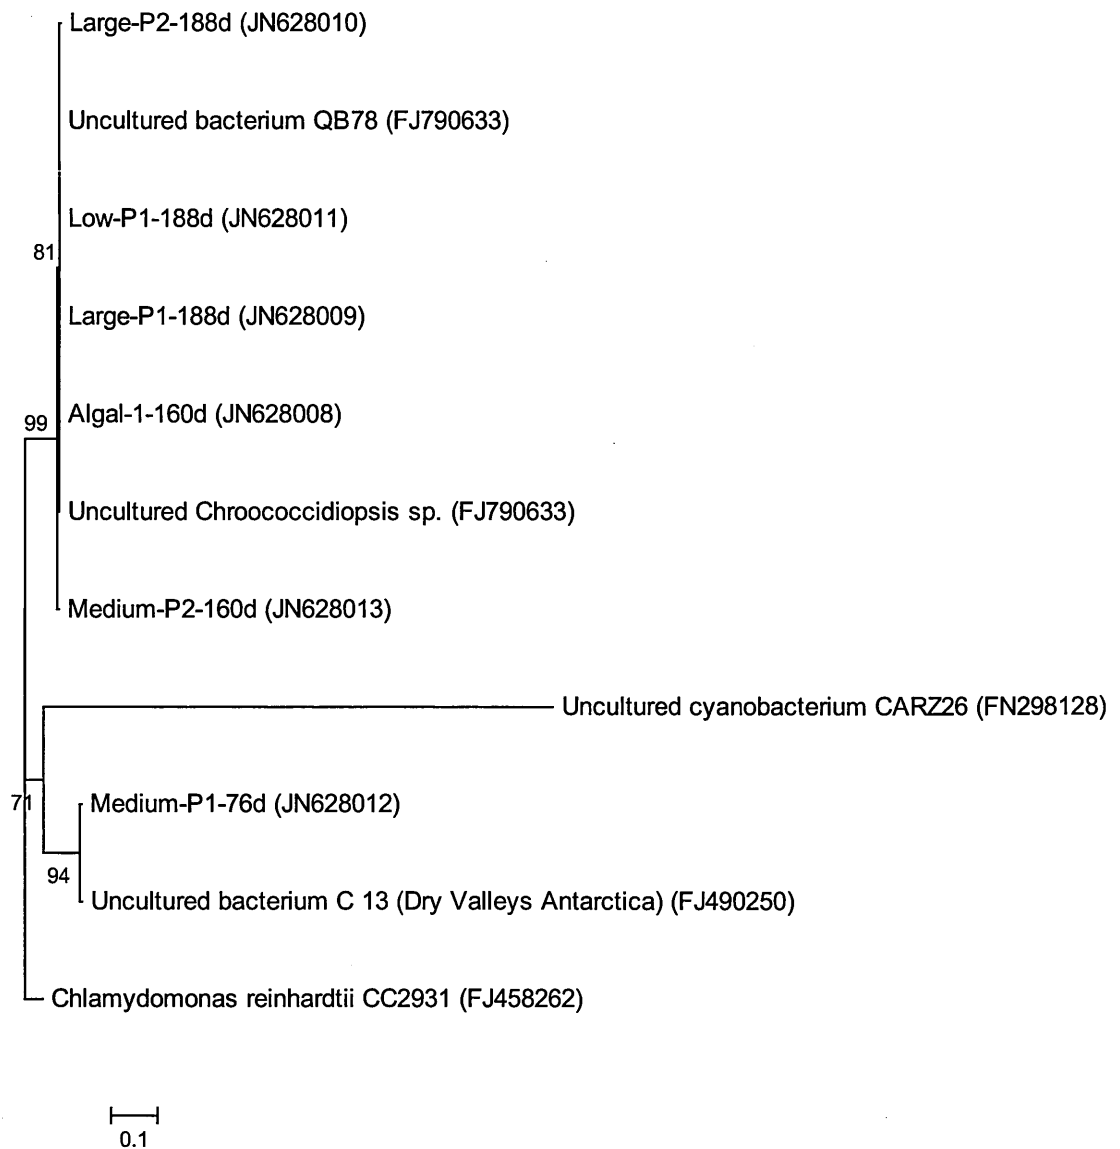 Large-P2-188d (JN628010)
Uncultured bacterium QB78 (FJ790633)
Low-P1-188d (JN628011)
81
Large-P1-188d (JN628009)
Algal-1-160d (JN628008)
99
Uncultured Chroococcidiopsis sp. (FJ790633)
Medium-P2-160d (JN628013)
Uncultured cyanobacterium CARZ26 (FN298128)
71
Medium-P1-76d (JN628012)
94
Uncultured bacterium C 13 (Dry Valleys Antarctica) (FJ490250)
Chlamydomonas reinhardtii CC2931 (FJ458262)
0.1